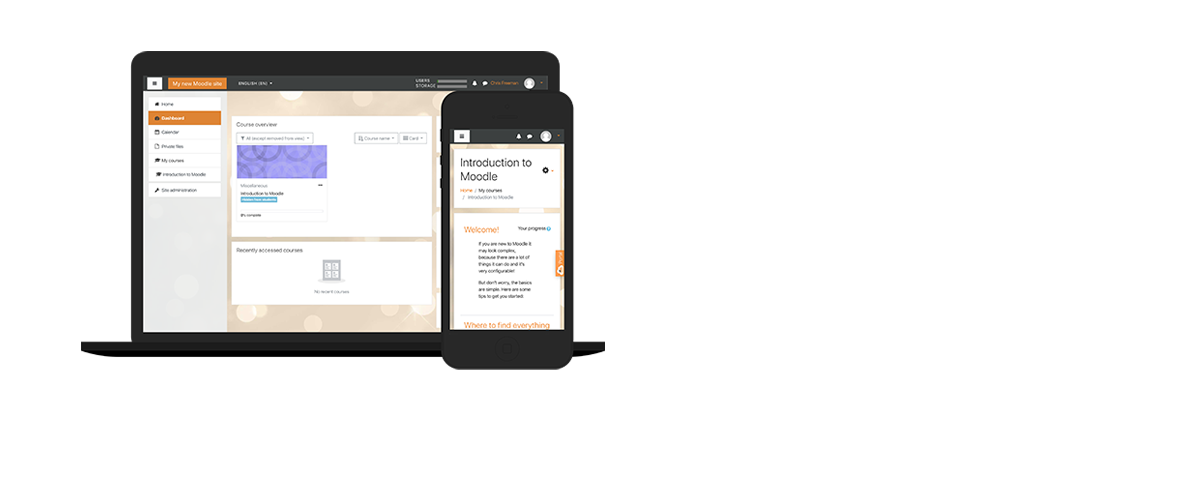 My new Moodle site
ENGLISH (EN)
USERS
STORAGE
Chris Freeman
Home
Dashboard
Calendar
Private files
My courses
Introduction to Moodle
Site administration
Course overview
All (except removed from view)
Course name
Card
Miscellaneous
Introduction to Moodle
Hidden from students
0% complete
Recently accessed courses
No recent courses
Introduction to
Moodle
Home / My courses
/ Introduction to Moodle
Welcome!
Your progress
If you are new to Moodle it
may look complex,
because there are a lot of
things it can do and it's
very configurable!
But don't worry, the basics
are simple. Here are some
tips to get you started:
Where to find everything